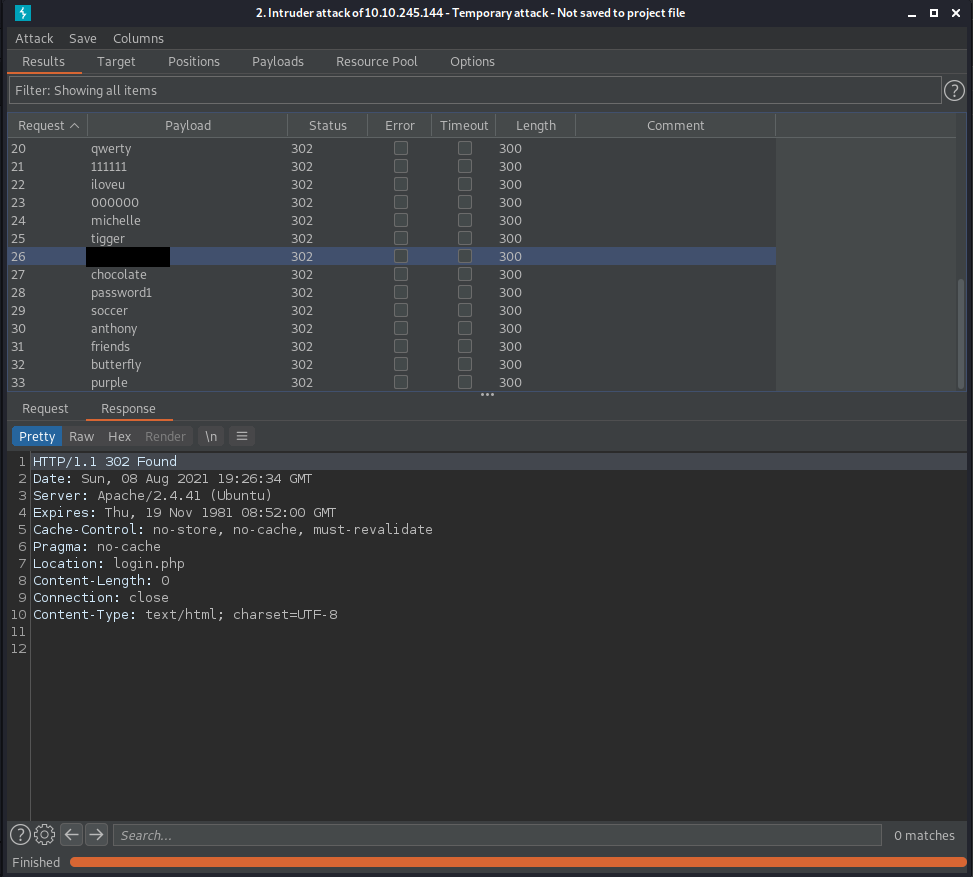 2. Intruder attack of 10.10.245.144 - Temporary attack - Not saved to project file
Attack Save Columns
Results Target Positions Payloads Resource Pool Options
Filter: Showing all items ?
Request Payload Status Error Timeout Length Comment
20 qwerty 302 300
21 111111 302 300
22 iloveu 302 300
23 000000 302 300
24 michelle 302 300
25 tigger 302 300
26 302 300
27 chocolate 302 300
28 password1 302 300
29 soccer 302 300
30 anthony 302 300
31 friends 302 300
32 butterfly 302 300
33 purple 302 300
Request Response
Pretty Raw Hex Render \n
1 HTTP/1.1 302 Found
2 Date: Sun, 08 Aug 2021 19:26:34 GMT
3 Server: Apache/2.4.41 (Ubuntu)
4 Expires: Thu, 19 Nov 1981 08:52:00 GMT
5 Cache-Control: no-store, no-cache, must-revalidate
6 Pragma: no-cache
7 Location: login.php
8 Content-Length: 0
9 Connection: close
10 Content-Type: text/html; charset=UTF-8
11
12
? Search... 0 matches
Finished